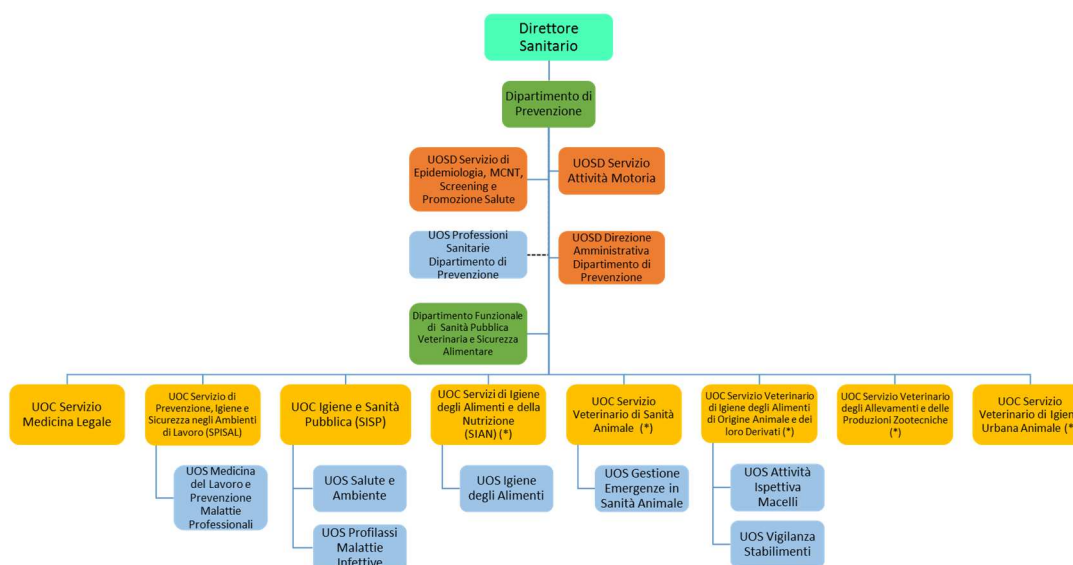 Direttore
Sanitario
Dipartimento di
Prevenzione
UOSD Servizio di
Epidemiologia, MCNT,
Screening e
Promozione Salute
UOSD Servizio
Attività Motoria
UOS Professioni
Sanitarie
Dipartimento di
Prevenzione
UOSD Direzione
Amministrativa
Dipartimento di
Prevenzione
Dipartimento Funzionale
di Sanità Pubblica
Veterinaria e Sicurezza
Alimentare
UOC Servizio
Medicina Legale
UOC Servizio di
Prevenzione, Igiene e
Sicurezza negli Ambienti
di Lavoro (SPISAL)
UOC Igiene e Sanità
Pubblica (SISP)
UOC Servizi di Igiene
degli Alimenti e della
Nutrizione
(SIAN) (*)
UOC Servizio
Veterinario di Sanità
Animale (*)
UOC Servizio Veterinario
di Igiene degli Alimenti
di Origine Animale e dei
loro Derivati (*)
UOC Servizio Veterinario
degli Allevamenti e delle
Produzioni Zootecniche
(*)
UOC Servizio
Veterinario di Igiene
Urbana Animale (*
UOS Medicina
del Lavoro e
Prevenzione
Malattie
Professionali
UOS Salute e
Ambiente
UOS Profilassi
Malattie
Infettive
UOS Igiene
degli Alimenti
UOS Gestione
Emergenze in
Sanità Animale
UOS Attività
Ispettiva
Macelli
UOS Vigilanza
Stabilimenti